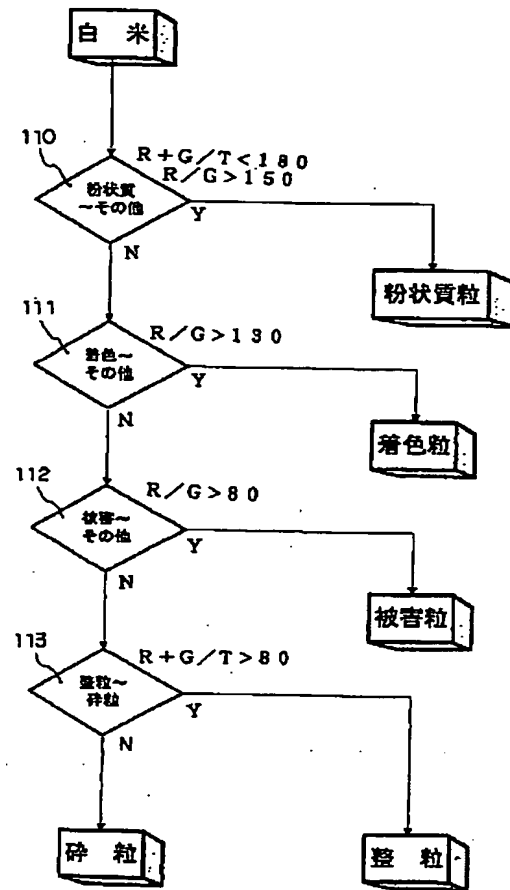 白 米
110
R+G/T<180
R/G>150
粉状質
～その他
Y
N
粉状質粒
111
R/G>130
着色～
その他
Y
N
着色粒
112
R/G>80
被害～
その他
Y
N
被害粒
113
R+G/T>80
整粒～
砕粒
Y
N
砕 粒
整 粒